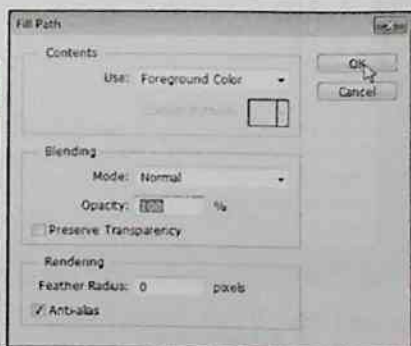 Fill Path
Contents
Use: Foreground Color
OK
Cancel
Blending
Mode: Normal
Opacity: 100 %
Preserve Transparency
Rendering
Feather Radius: 0 pixels
Anti-alias